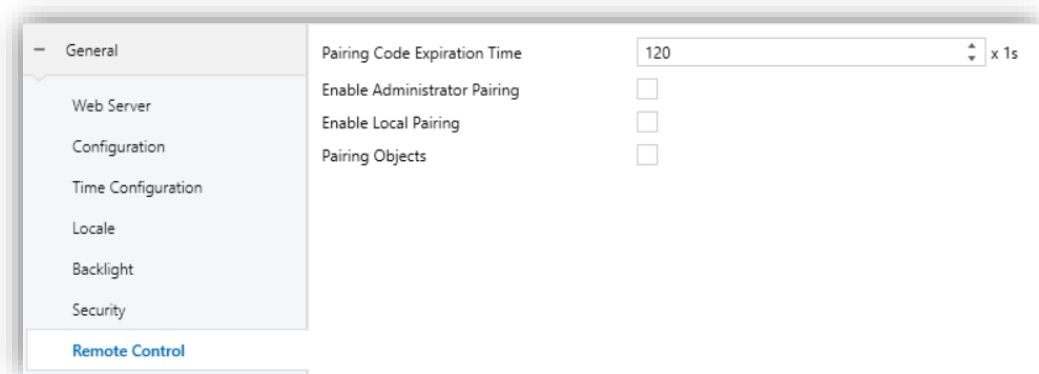 General
Web Server
Configuration
Time Configuration
Locale
Backlight
Security
Remote Control
Pairing Code Expiration Time 120 x 1s
Enable Administrator Pairing
Enable Local Pairing
Pairing Objects